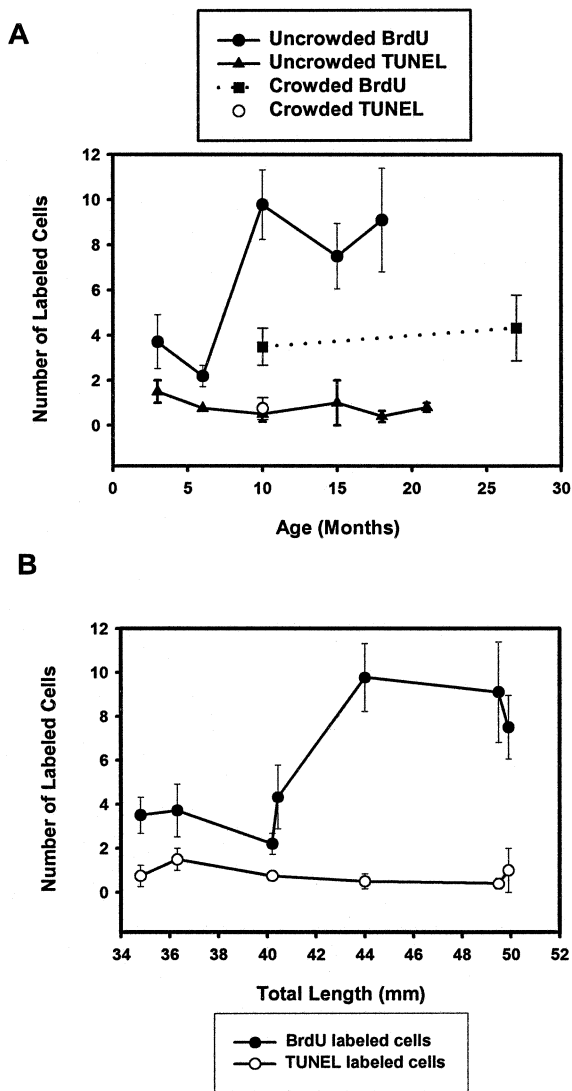 A
Uncrowded BrdU
Uncrowded TUNEL
Crowded BrdU
Crowded TUNEL
12
10
8
6
4
2
0
Number of Labeled Cells
0 5 10 15 20 25 30
Age (Months)
B
12
10
8
6
4
2
0
Number of Labeled Cells
34 36 38 40 42 44 46 48 50 52
Total Length (mm)
BrdU labeled cells
TUNEL labeled cells